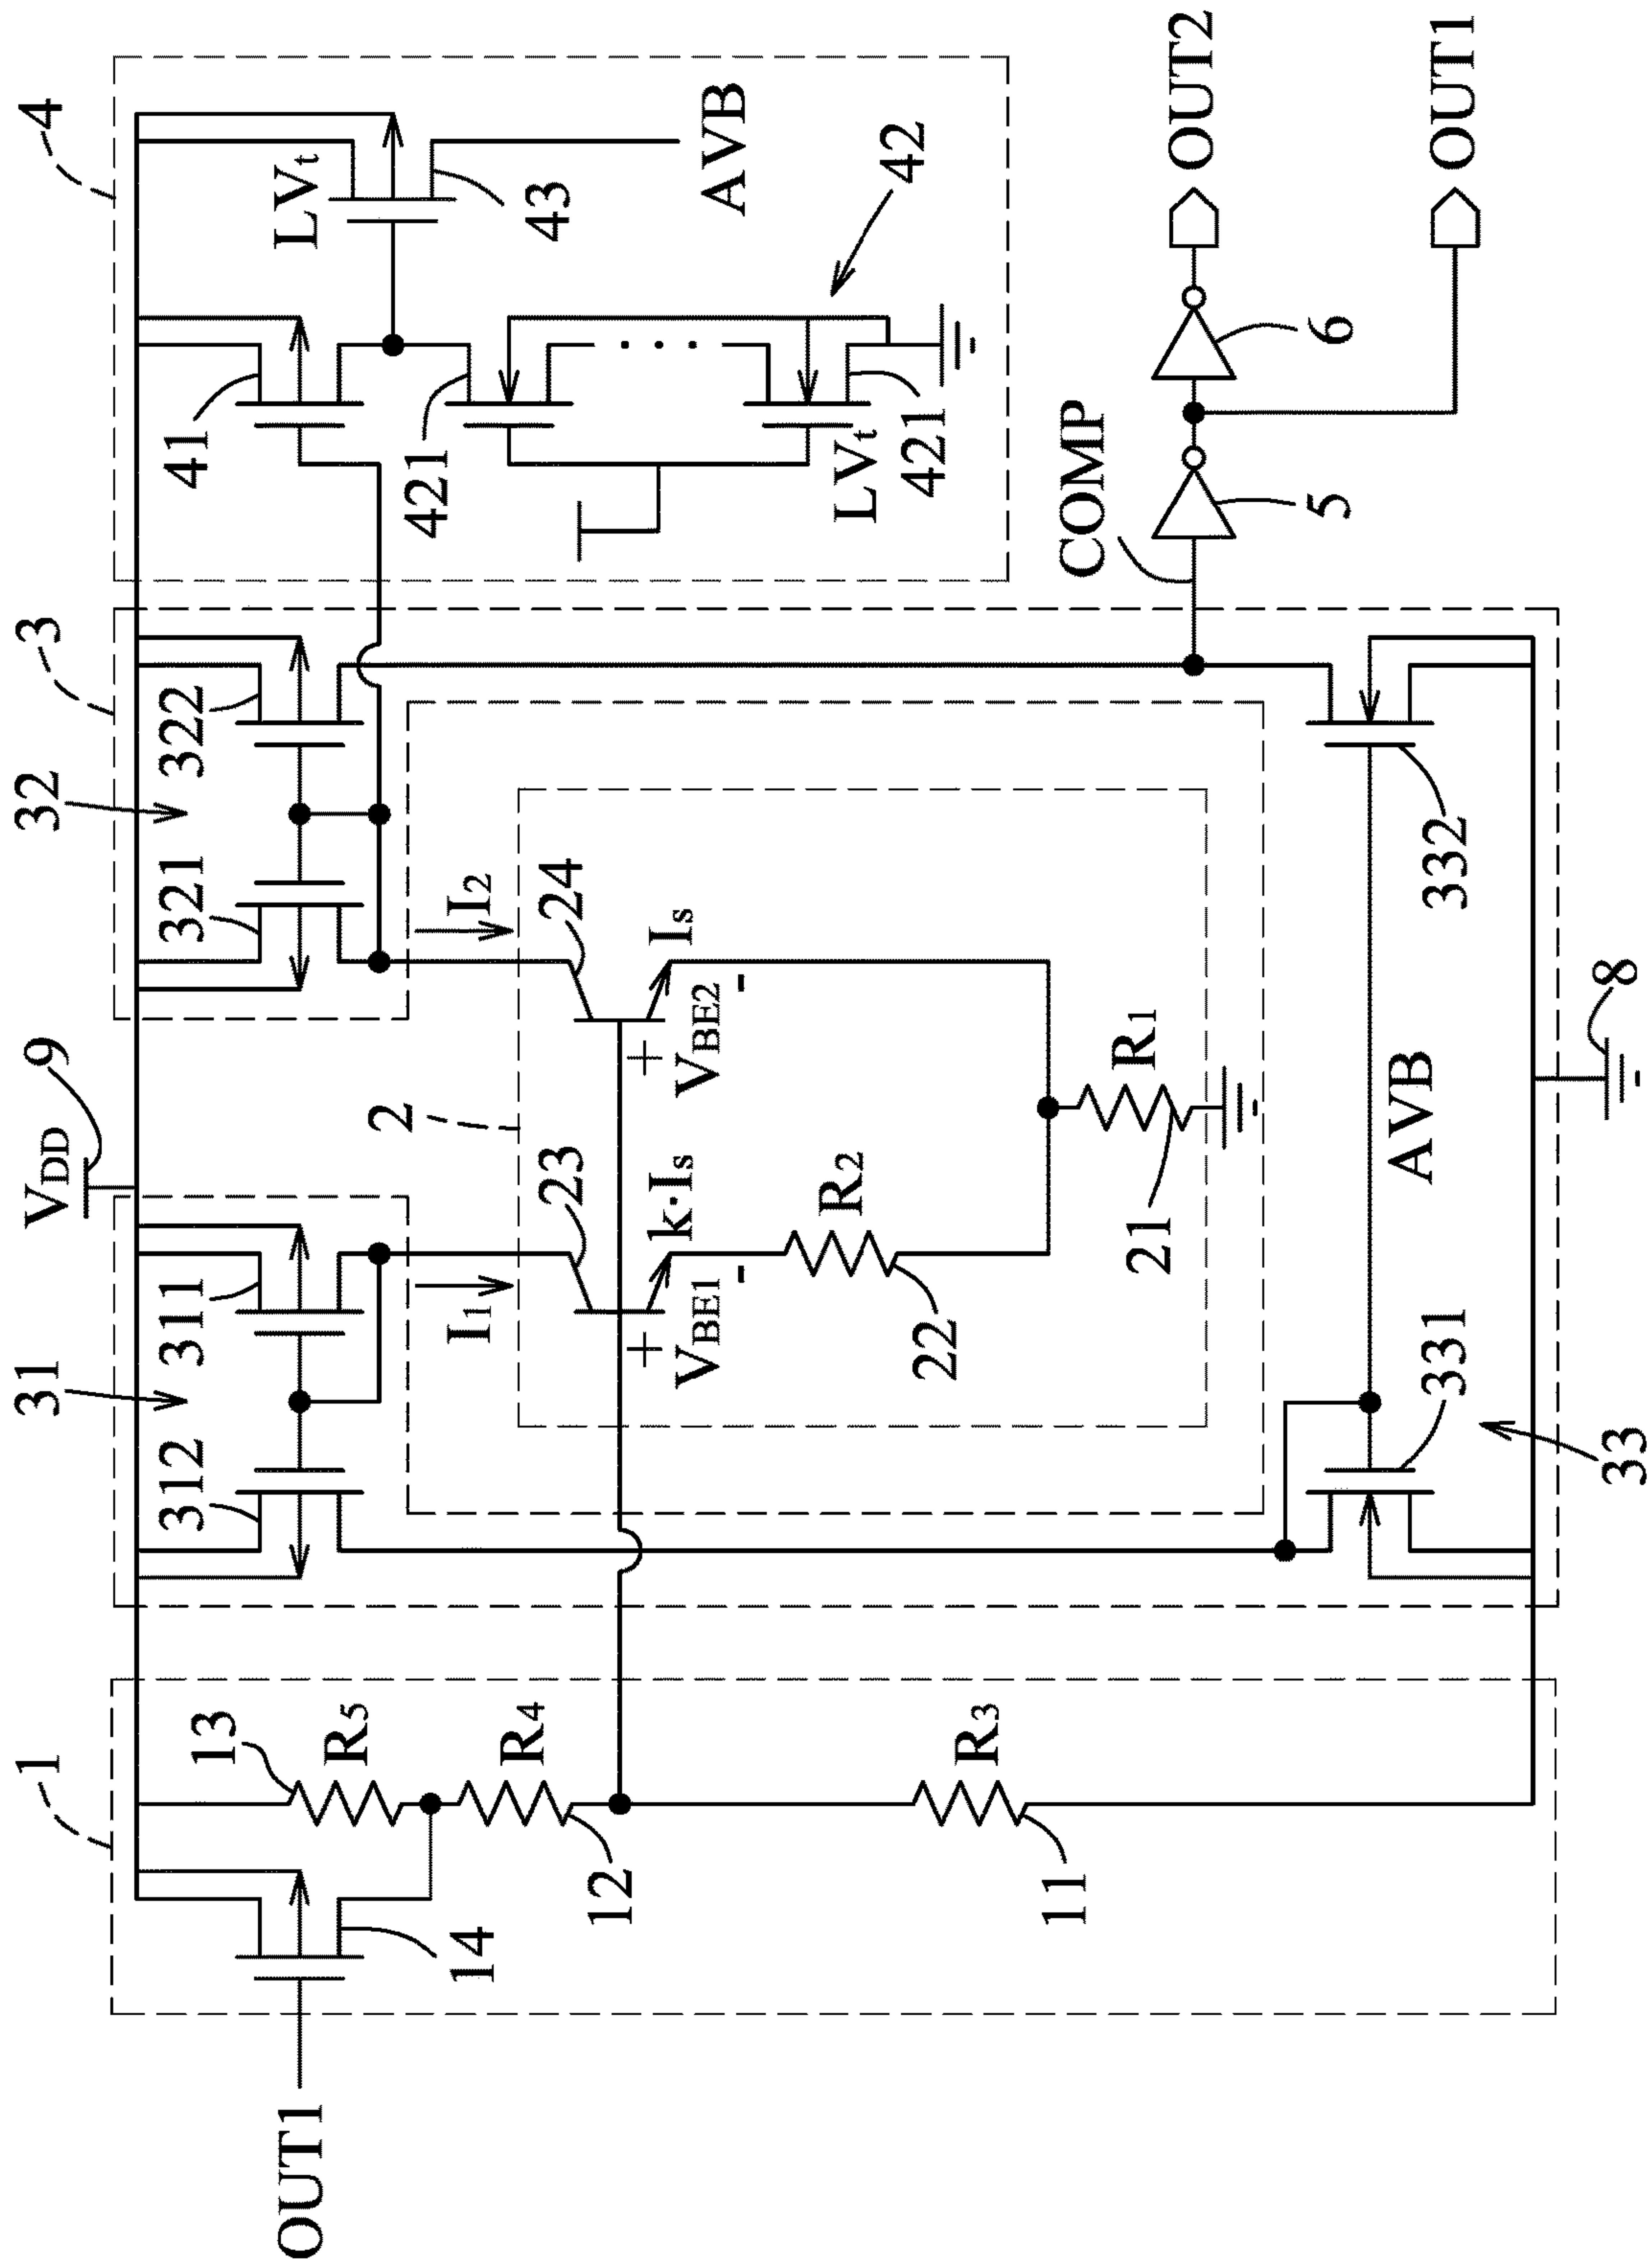 OUT1
14
1
13
R5
R4
12
R3
11
VDD
9
31
312
311
I1
32
321
322
I2
3
2
23
24
k·Is
Is
+
VBE1
-
+
VBE2
-
R2
22
R1
21
AVB
331
332
33
8
4
41
LVt
43
AVB
421
LVt
421
42
COMP
5
6
OUT2
OUT1